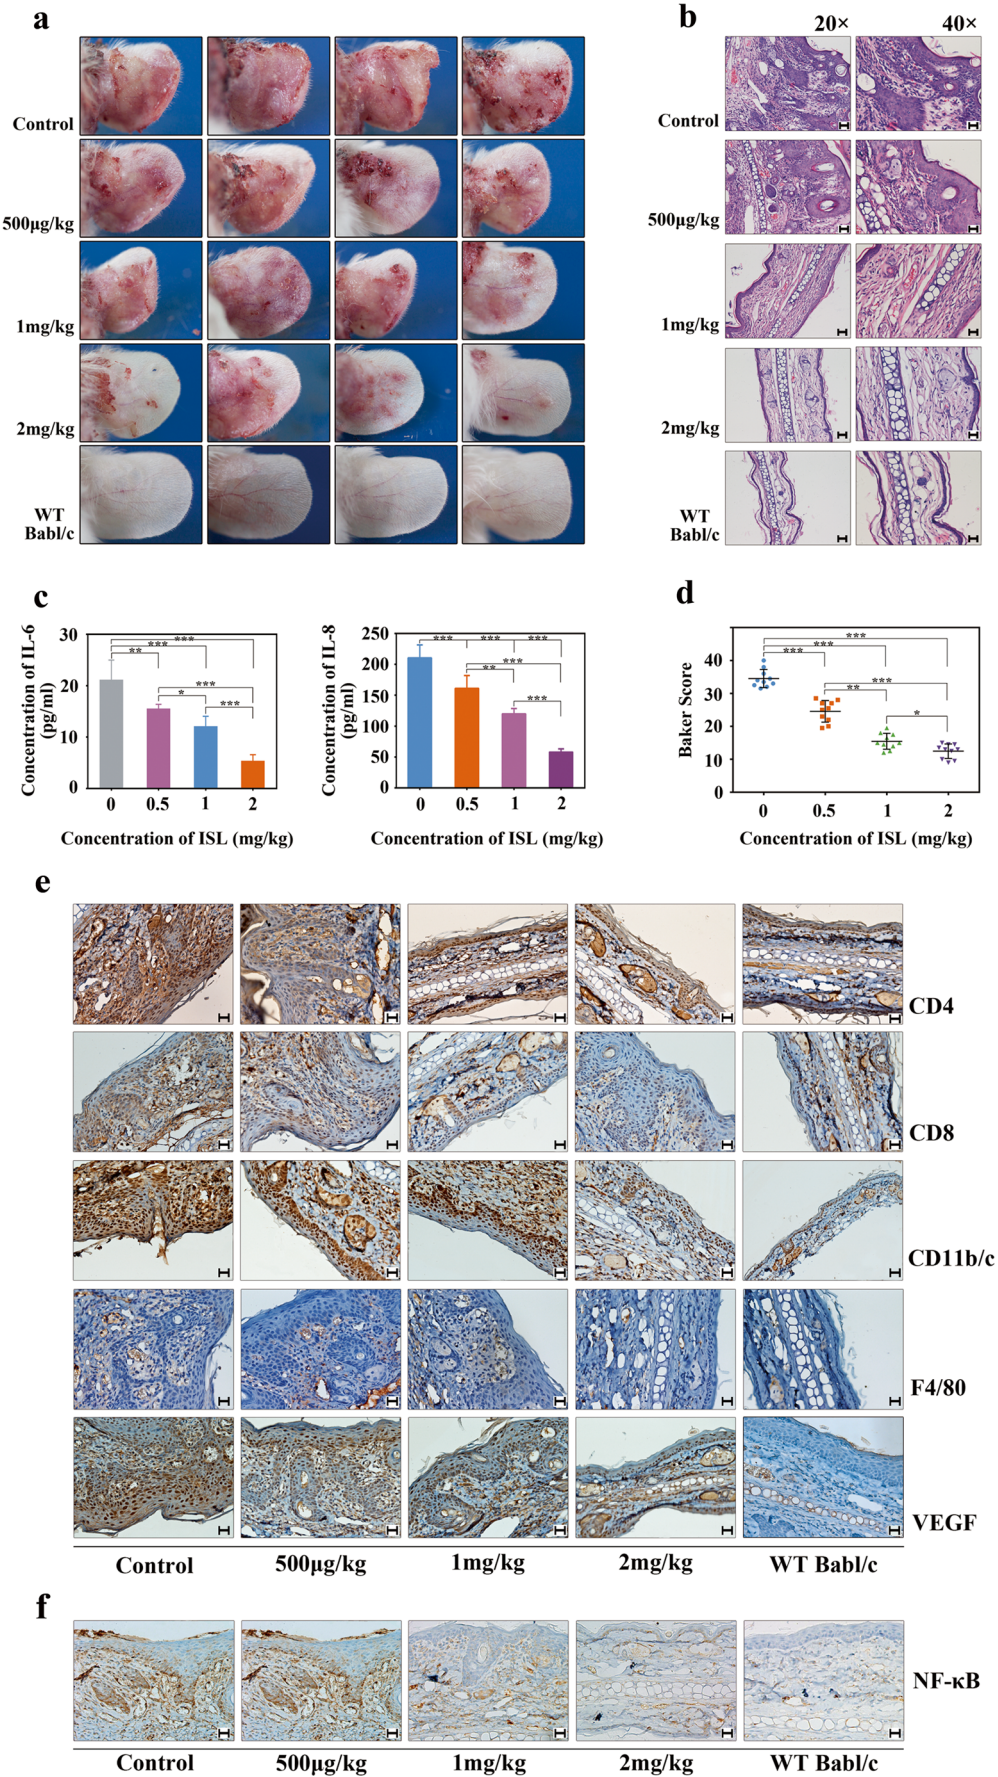 a
Control
500μg/kg
1mg/kg
2mg/kg
WT
Babl/c
b
20× 40×
Control
500μg/kg
1mg/kg
2mg/kg
WT
Babl/c
c
Concentration of IL-6
(pg/ml)
30
20
10
0
***
***
**
***
*
***
0 0.5 1 2
Concentration of ISL (mg/kg)
Concentration of IL-8
(pg/ml)
250
200
150
100
50
0
*** *** ***
***
**
***
0 0.5 1 2
Concentration of ISL (mg/kg)
d
Baker Score
40
30
20
10
0
***
***
***
***
**
*
0 0.5 1 2
Concentration of ISL (mg/kg)
e
CD4
CD8
CD11b/c
F4/80
VEGF
Control 500μg/kg 1mg/kg 2mg/kg WT Babl/c
f
NF-κB
Control 500μg/kg 1mg/kg 2mg/kg WT Babl/c